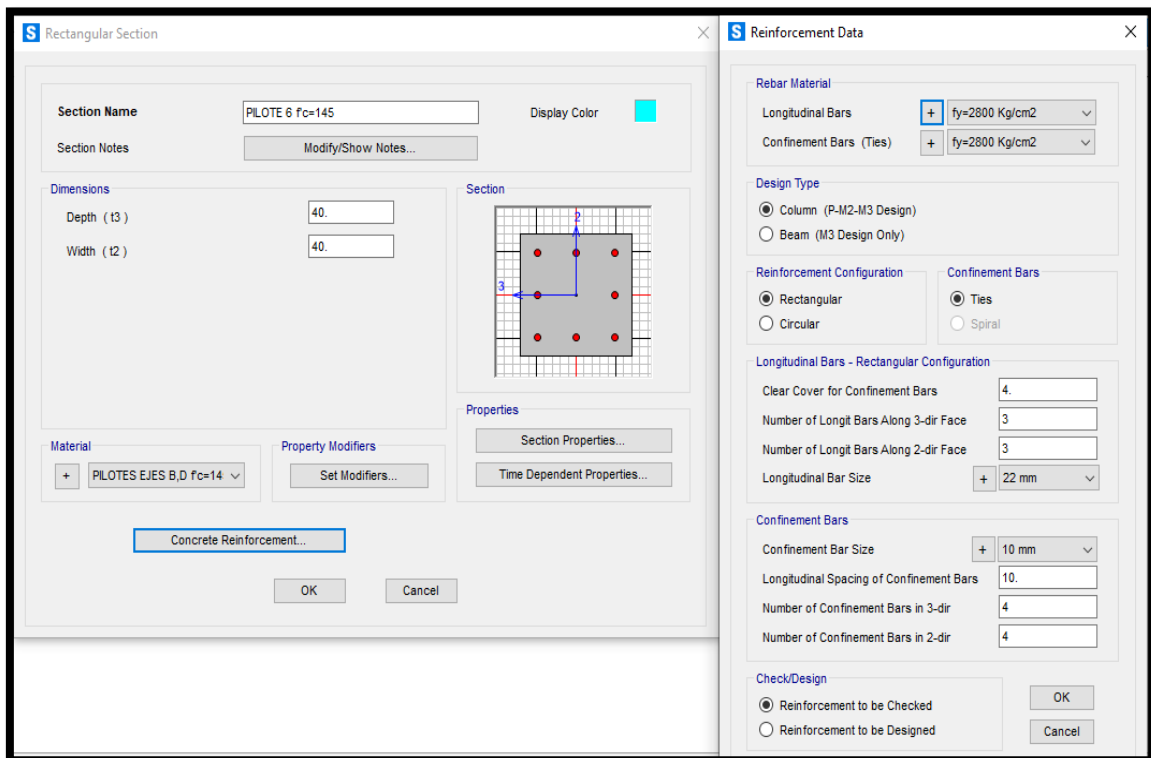 S Rectangular Section
Section Name PILOTE 6 f'c=145 Display Color
Section Notes Modify/Show Notes...
Dimensions
Depth ( t3 ) 40.
Width ( t2 ) 40.
Section
2
3
Properties
Section Properties...
Time Dependent Properties...
Material
+ PILOTES EJES B,D f'c=14
Property Modifiers
Set Modifiers...
Concrete Reinforcement...
OK Cancel
S Reinforcement Data
Rebar Material
Longitudinal Bars + fy=2800 Kg/cm2
Confinement Bars (Ties) + fy=2800 Kg/cm2
Design Type
Column (P-M2-M3 Design)
Beam (M3 Design Only)
Reinforcement Configuration
Rectangular
Circular
Confinement Bars
Ties
Spiral
Longitudinal Bars - Rectangular Configuration
Clear Cover for Confinement Bars 4.
Number of Longit Bars Along 3-dir Face 3
Number of Longit Bars Along 2-dir Face 3
Longitudinal Bar Size + 22 mm
Confinement Bars
Confinement Bar Size + 10 mm
Longitudinal Spacing of Confinement Bars 10.
Number of Confinement Bars in 3-dir 4
Number of Confinement Bars in 2-dir 4
Check/Design
Reinforcement to be Checked
Reinforcement to be Designed
OK
Cancel